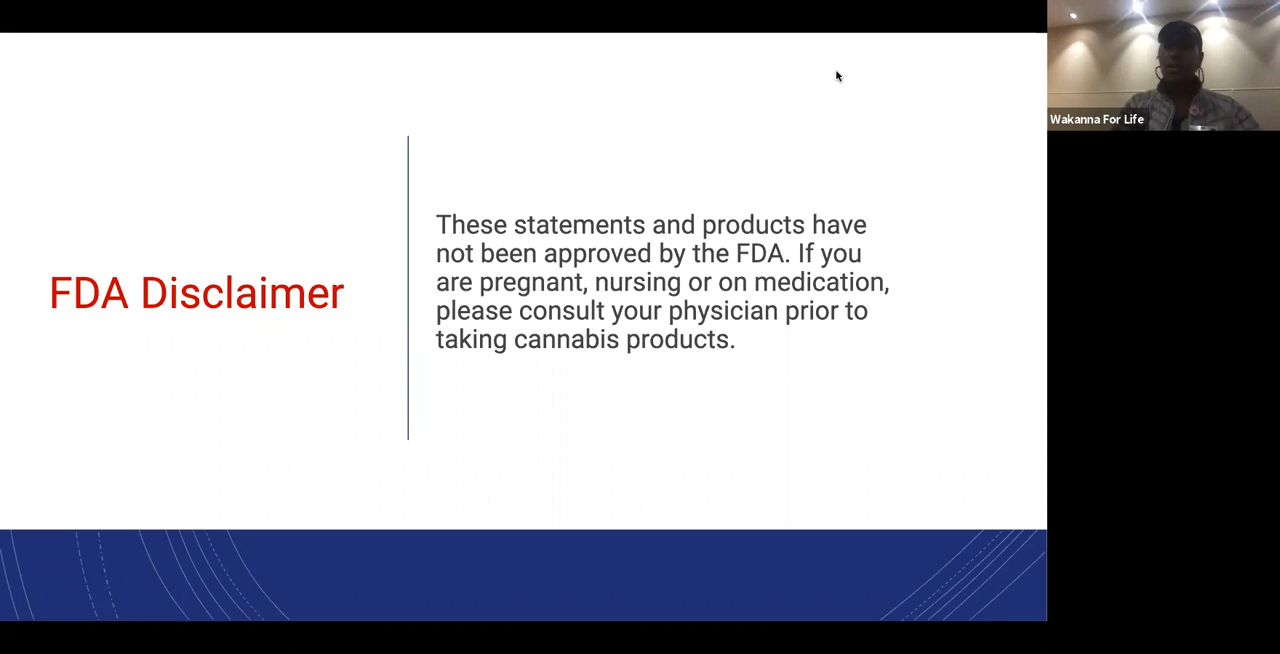 FDA Disclaimer
These statements and products have
not been approved by the FDA. If you
are pregnant, nursing or on medication,
please consult your physician prior to
taking cannabis products.
Wakanna For Life